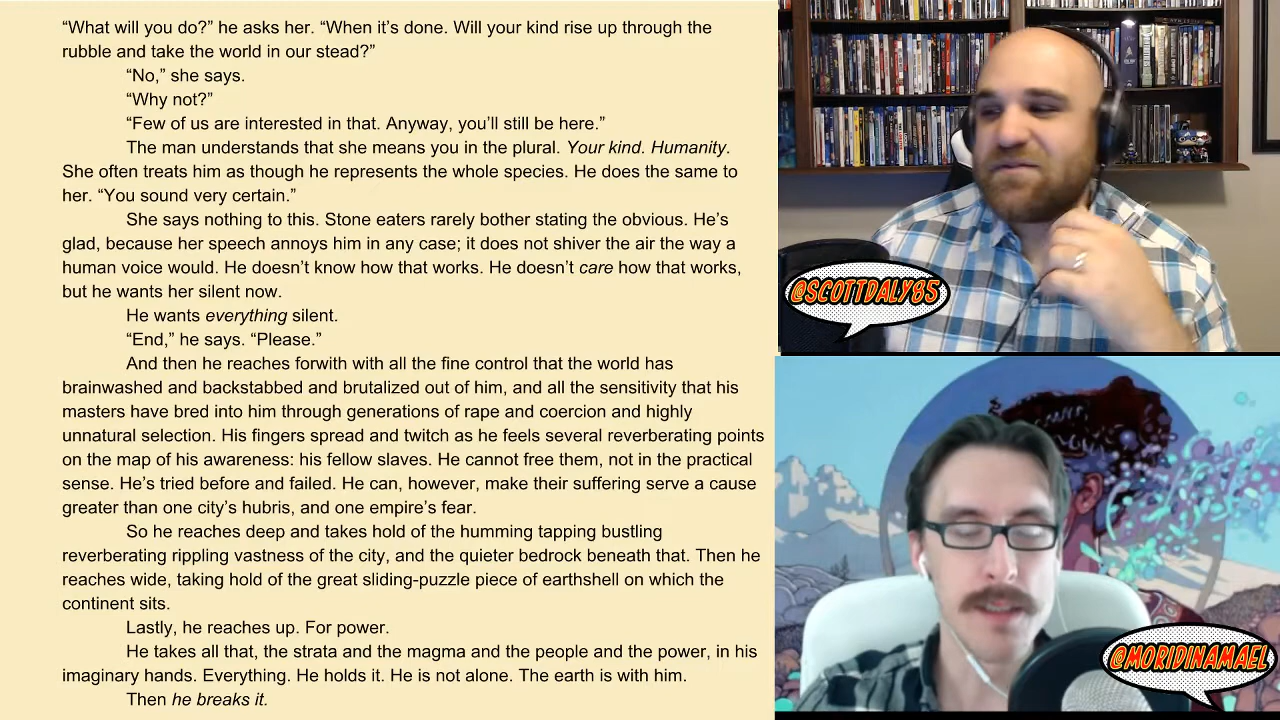 “What will you do?” he asks her. “When it’s done. Will your kind rise up through the
rubble and take the world in our stead?”
“No,” she says.
“Why not?”
“Few of us are interested in that. Anyway, you’ll still be here.”
The man understands that she means you in the plural. Your kind. Humanity.
She often treats him as though he represents the whole species. He does the same to
her. “You sound very certain.”
She says nothing to this. Stone eaters rarely bother stating the obvious. He’s
glad, because her speech annoys him in any case; it does not shiver the air the way a
human voice would. He doesn’t know how that works. He doesn’t care how that works,
but he wants her silent now.
He wants everything silent.
“End,” he says. “Please.”
And then he reaches forwith with all the fine control that the world has
brainwashed and backstabbed and brutalized out of him, and all the sensitivity that his
masters have bred into him through generations of rape and coercion and highly
unnatural selection. His fingers spread and twitch as he feels several reverberating points
on the map of his awareness: his fellow slaves. He cannot free them, not in the practical
sense. He’s tried before and failed. He can, however, make their suffering serve a cause
greater than one city’s hubris, and one empire’s fear.
So he reaches deep and takes hold of the humming tapping bustling
reverberating rippling vastness of the city, and the quieter bedrock beneath that. Then he
reaches wide, taking hold of the great sliding-puzzle piece of earthshell on which the
continent sits.
Lastly, he reaches up. For power.
He takes all that, the strata and the magma and the people and the power, in his
imaginary hands. Everything. He holds it. He is not alone. The earth is with him.
Then he breaks it.
@SCOTTDALY85
@MORIDINAMAEL